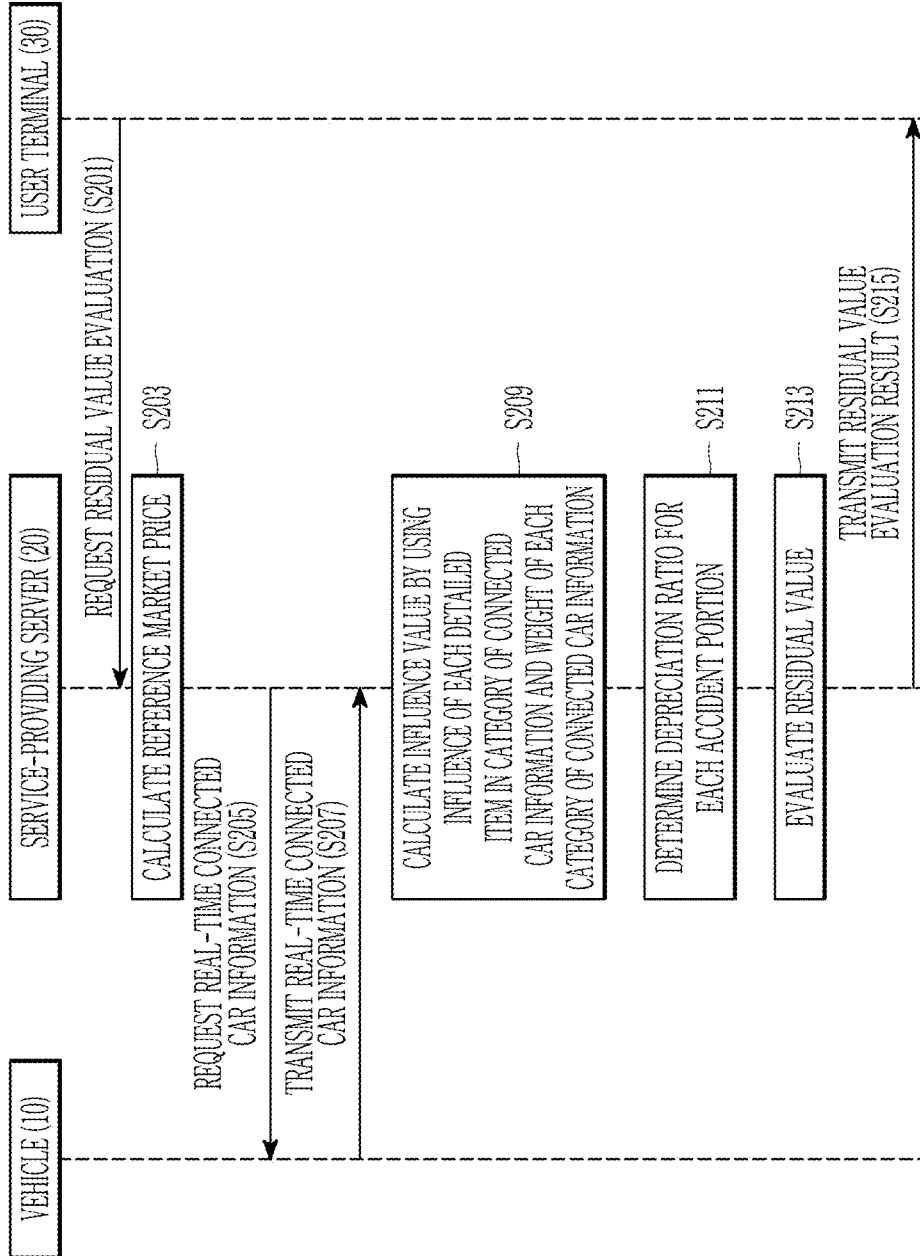 VEHICLE (10)
SERVICE-PROVIDING SERVER (20)
USER TERMINAL (30)
REQUEST RESIDUAL VALUE EVALUATION (S201)
CALCULATE REFERENCE MARKET PRICE
S203
REQUEST REAL-TIME CONNECTED
CAR INFORMATION (S205)
TRANSMIT REAL-TIME CONNECTED
CAR INFORMATION (S207)
CALCULATE INFLUENCE VALUE BY USING
INFLUENCE OF EACH DETAILED
ITEM IN CATEGORY OF CONNECTED
CAR INFORMATION AND WEIGHT OF EACH
CATEGORY OF CONNECTED CAR INFORMATION
S209
DETERMINE DEPRECIATION RATIO FOR
EACH ACCIDENT PORTION
S211
EVALUATE RESIDUAL VALUE
S213
TRANSMIT RESIDUAL VALUE
EVALUATION RESULT (S215)